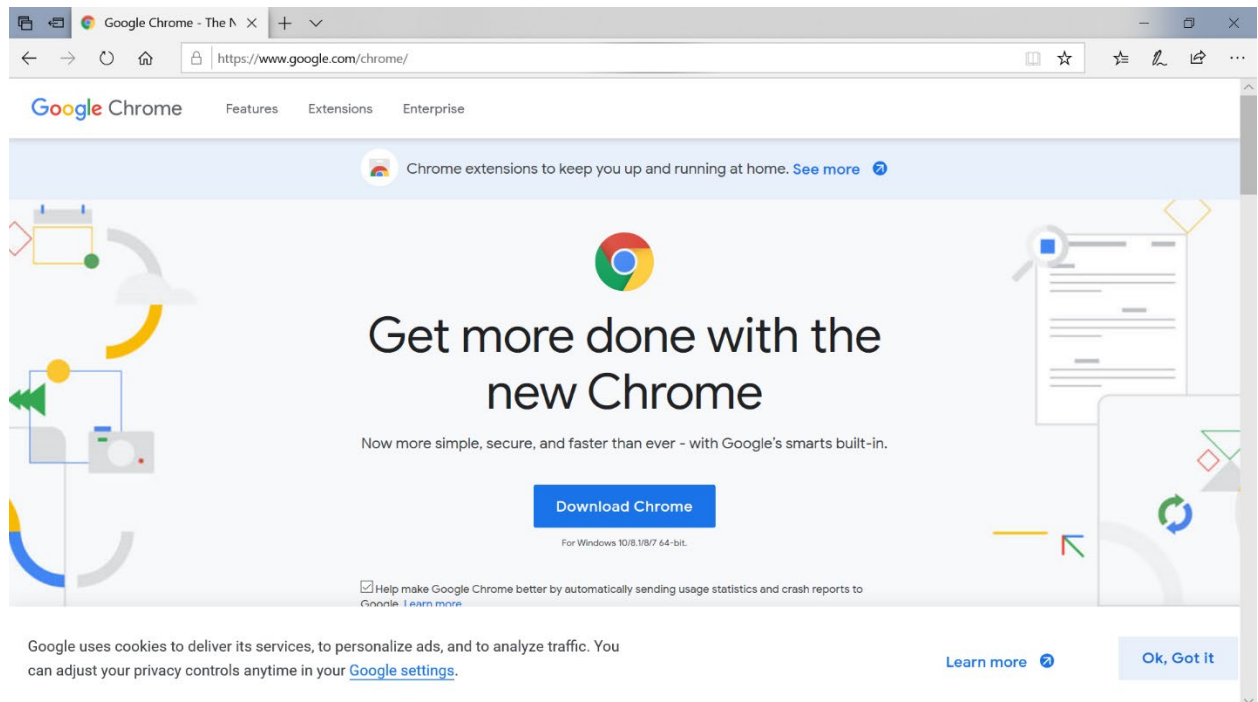 Google Chrome - The N
https://www.google.com/chrome/
Google Chrome Features Extensions Enterprise
Chrome extensions to keep you up and running at home. See more
Get more done with the
new Chrome
Now more simple, secure, and faster than ever - with Google's smarts built-in.
Download Chrome
For Windows 10/8.1/8/7 64-bit.
Help make Google Chrome better by automatically sending usage statistics and crash reports to
Google. Learn more
Google uses cookies to deliver its services, to personalize ads, and to analyze traffic. You
can adjust your privacy controls anytime in your Google settings.
Learn more Ok, Got it